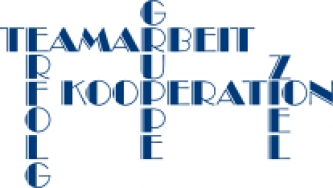 TEAMARBEIT
GRUPPE
ERFOLG
KOOPERATION
ZIEL